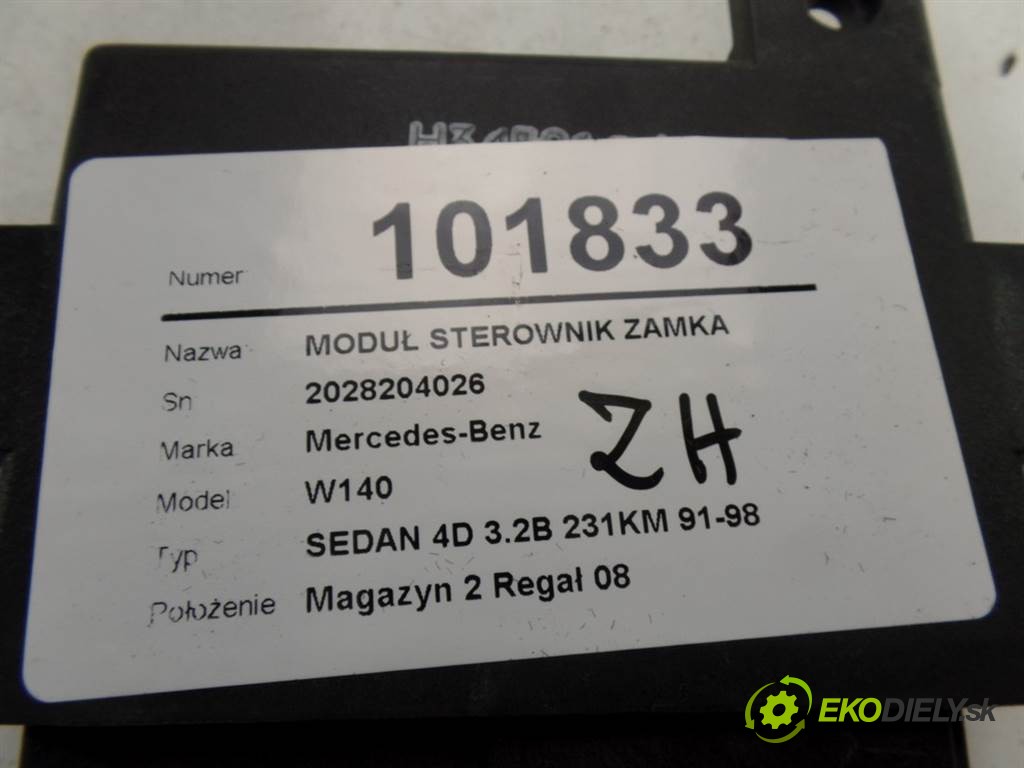 Numer 101833
Nazwa MODUŁ STEROWNIK ZAMKA
Sn 2028204026
Marka Mercedes-Benz
Model W140
Typ SEDAN 4D 3.2B 231KM 91-98
Położenie Magazyn 2 Regał 08
ZH
EKODIELY.sk